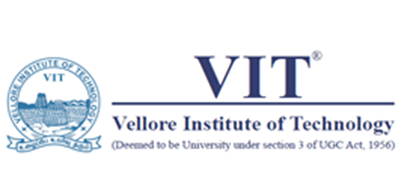 VELLORE INSTITUTE OF TECHNOLOGY
VIT
VIT®
Vellore Institute of Technology
(Deemed to be University under section 3 of UGC Act, 1956)